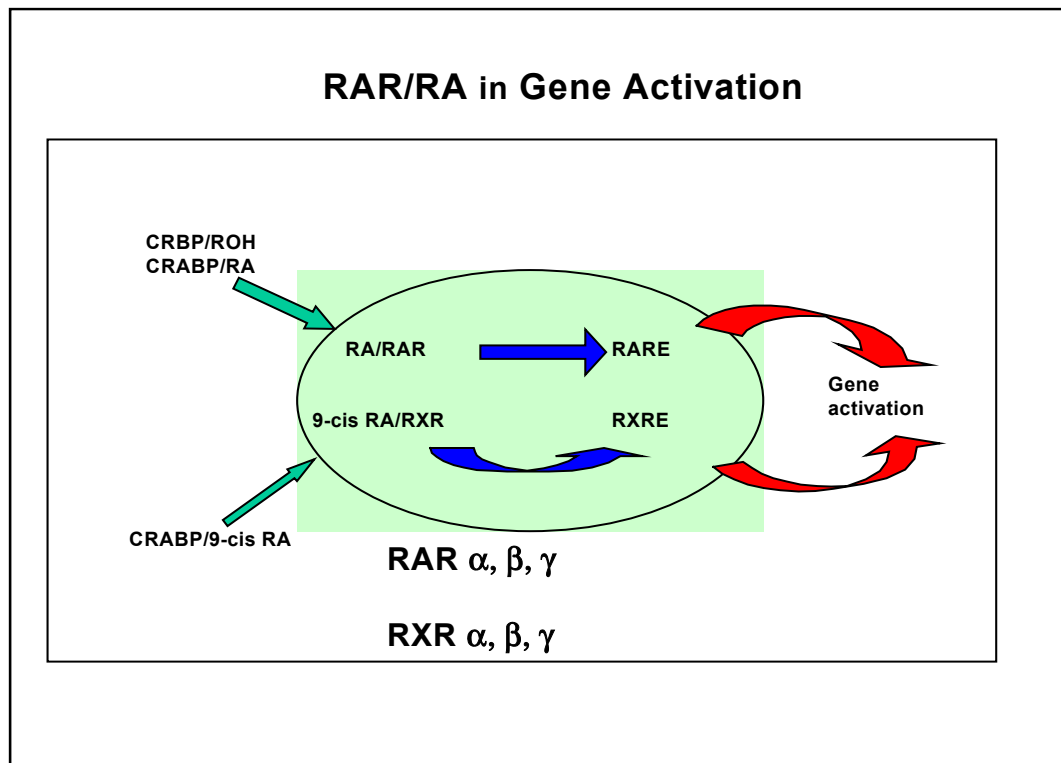 RAR/RA in Gene Activation
CRBP/ROH
CRABP/RA
RA/RAR
RARE
Gene
activation
9-cis RA/RXR
RXRE
CRABP/9-cis RA
RAR α, β, γ
RXR α, β, γ